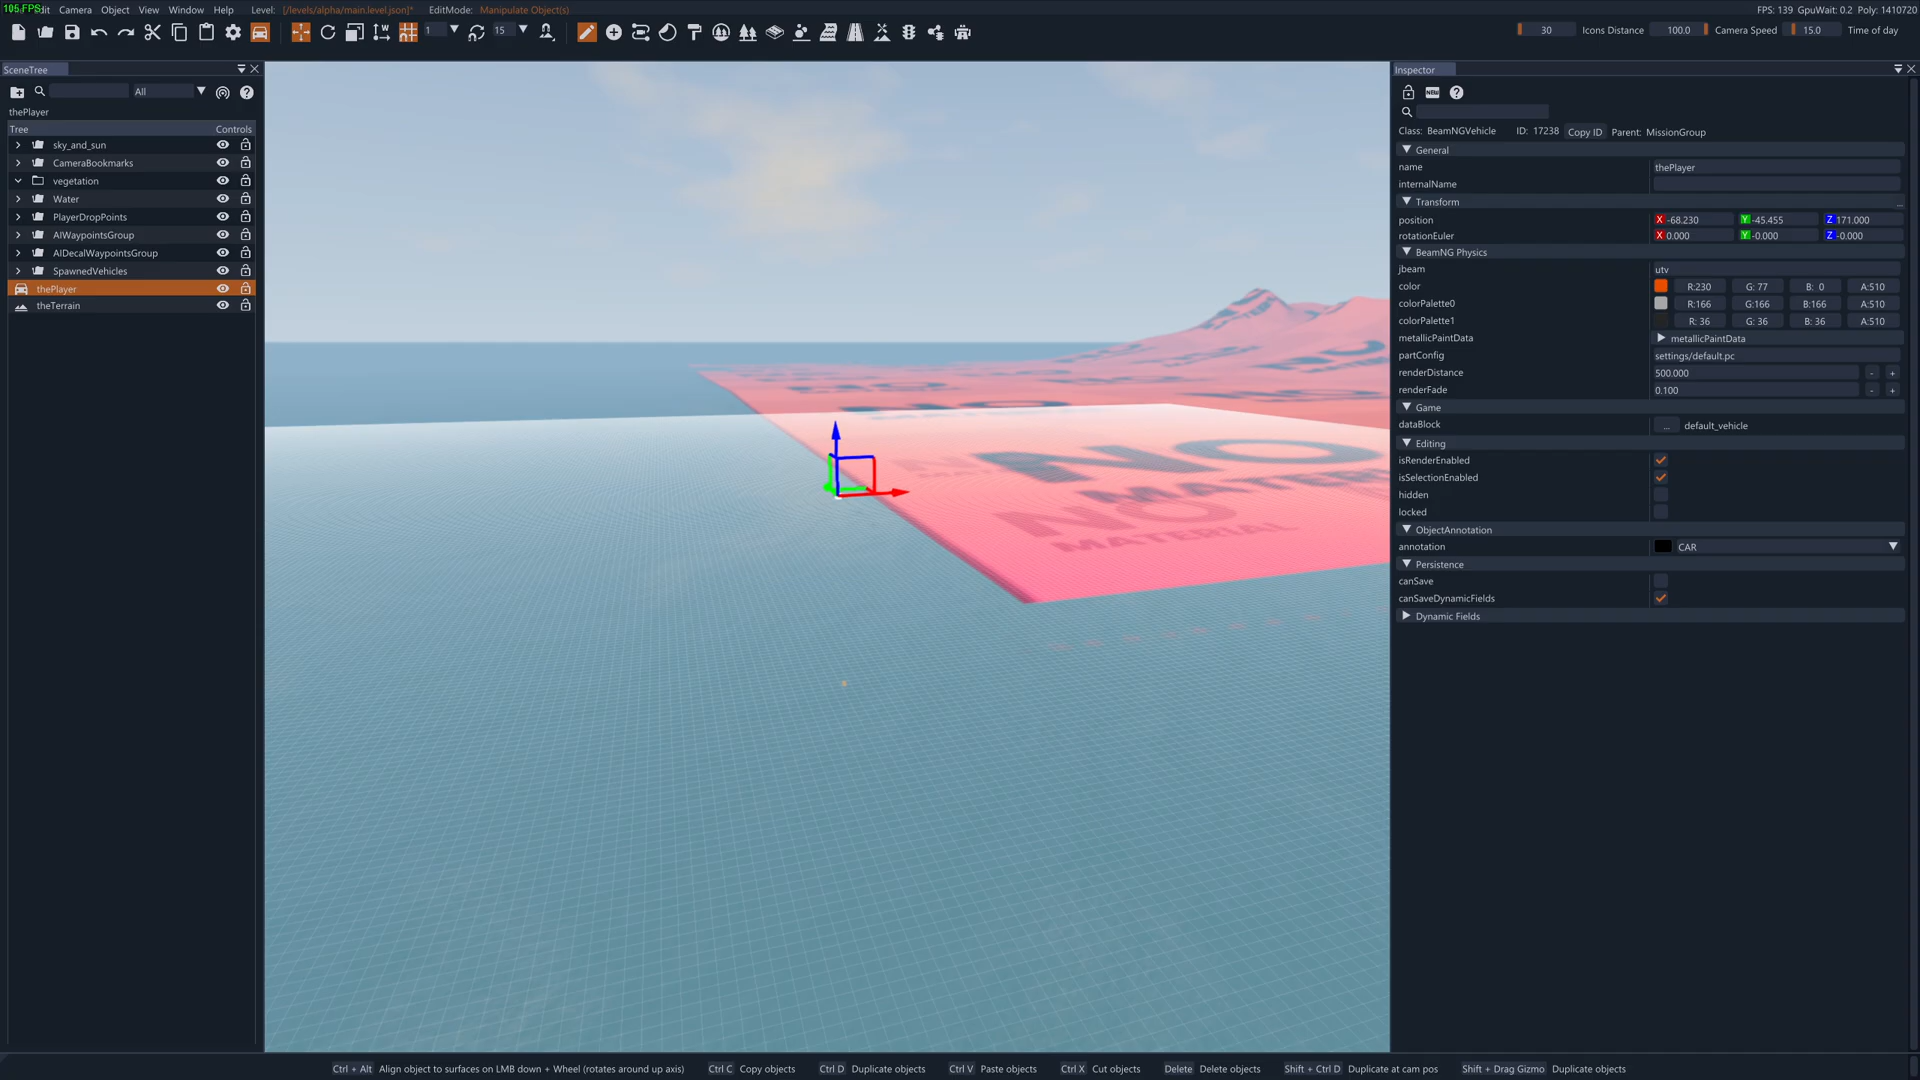 105 FPS
Edit Camera Object View Window Help Level: [/levels/alpha/main.level.json]* EditMode: Manipulate Object(s) FPS: 139 GpuWait: 0.2 Poly: 1410720
1 15 30 Icons Distance 100.0 Camera Speed 15.0 Time of day
SceneTree
All
thePlayer
Tree Controls
sky_and_sun
CameraBookmarks
vegetation
Water
PlayerDropPoints
AIWaypointsGroup
AIDecalWaypointsGroup
SpawnedVehicles
thePlayer
theTerrain
NO
NO
MATERIAL
Inspector
NEW
Class: BeamNGVehicle ID: 17238 Copy ID Parent: MissionGroup
General
name thePlayer
internalName
Transform ...
position X -68.230 Y -45.455 Z 171.000
rotationEuler X 0.000 Y -0.000 Z -0.000
BeamNG Physics
jbeam utv
color R:230 G: 77 B: 0 A:510
colorPalette0 R:166 G:166 B:166 A:510
colorPalette1 R: 36 G: 36 B: 36 A:510
metallicPaintData metallicPaintData
partConfig settings/default.pc
renderDistance 500.000 - +
renderFade 0.100 - +
Game
dataBlock ... default_vehicle
Editing
isRenderEnabled
isSelectionEnabled
hidden
locked
ObjectAnnotation
annotation CAR
Persistence
canSave
canSaveDynamicFields
Dynamic Fields
Ctrl + Alt Align object to surfaces on LMB down + Wheel (rotates around up axis) Ctrl C Copy objects Ctrl D Duplicate objects Ctrl V Paste objects Ctrl X Cut objects Delete Delete objects Shift + Ctrl D Duplicate at cam pos Shift + Drag Gizmo Duplicate objects